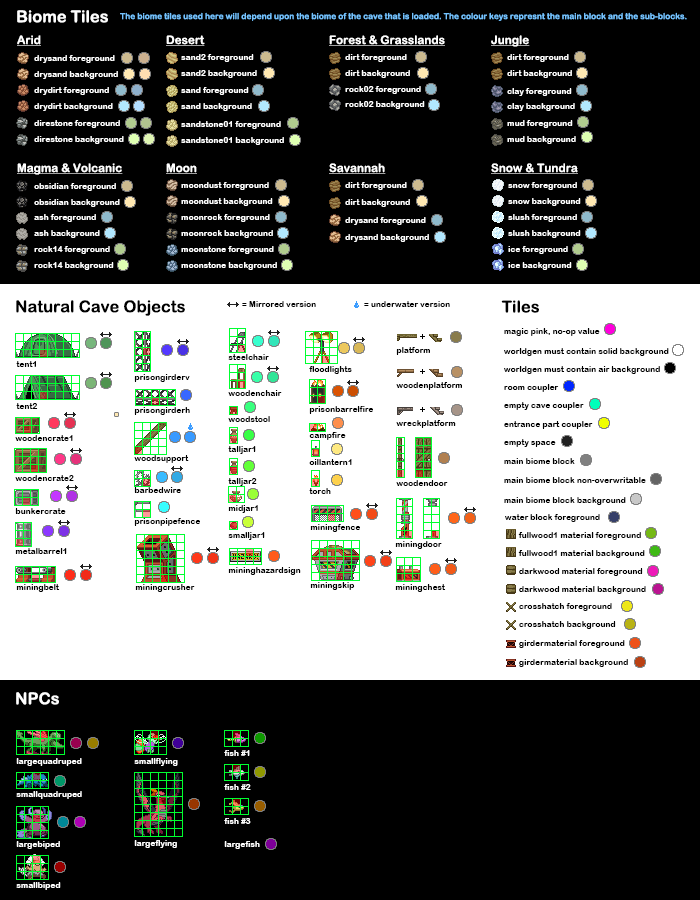 Biome Tiles
The biome tiles used here will depend upon the biome of the cave that is loaded. The colour keys represnt the main block and the sub-blocks.
Arid
drysand foreground
drysand background
drydirt foreground
drydirt background
direstone foreground
direstone background
Desert
sand2 foreground
sand2 background
sand foreground
sand background
sandstone01 foreground
sandstone01 background
Forest & Grasslands
dirt foreground
dirt background
rock02 foreground
rock02 background
Jungle
dirt foreground
dirt background
clay foreground
clay background
mud foreground
mud background
Magma & Volcanic
obsidian foreground
obsidian background
ash foreground
ash background
rock14 foreground
rock14 background
Moon
moondust foreground
moondust background
moonrock foreground
moonrock background
moonstone foreground
moonstone background
Savannah
dirt foreground
dirt background
drysand foreground
drysand background
Snow & Tundra
snow foreground
snow background
slush foreground
slush background
ice foreground
ice background
Natural Cave Objects
= Mirrored version
= underwater version
tent1
tent2
woodencrate1
woodencrate2
bunkercrate
metalbarrel1
miningbelt
prisongirderv
prisongirderh
woodsupport
barbedwire
prisonpipefence
miningcrusher
steelchair
woodenchair
woodstool
talljar1
talljar2
midjar1
smalljar1
mininghazardsign
floodlights
prisonbarrelfire
campfire
oillantern1
torch
miningfence
miningskip
platform
woodenplatform
wreckplatform
woodendoor
miningdoor
miningchest
Tiles
magic pink, no-op value
worldgen must contain solid background
worldgen must contain air background
room coupler
empty cave coupler
entrance part coupler
empty space
main biome block
main biome block non-overwritable
main biome block background
water block foreground
fullwood1 material foreground
fullwood1 material background
darkwood material foreground
darkwood material background
crosshatch foreground
crosshatch background
girdermaterial foreground
girdermaterial background
NPCs
largequadruped
smallquadruped
largebiped
smallbiped
smallflying
largeflying
fish #1
fish #2
fish #3
largefish